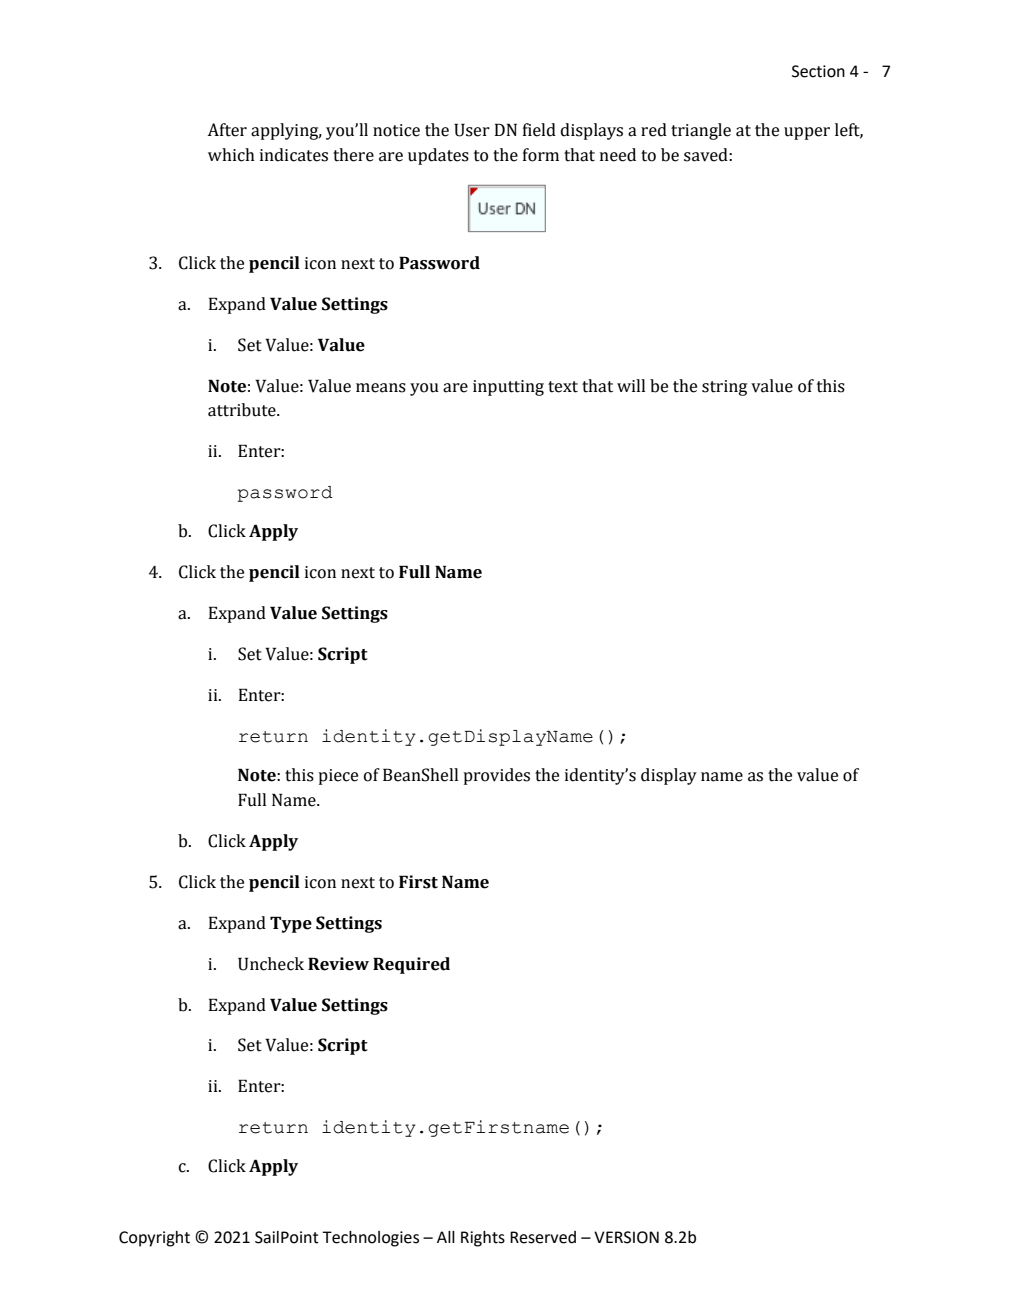 Section 4 - 7
After applying, you’ll notice the User DN field displays a red triangle at the upper left,
which indicates there are updates to the form that need to be saved:
User DN
3. Click the pencil icon next to Password
a. Expand Value Settings
i. Set Value: Value
Note: Value: Value means you are inputting text that will be the string value of this
attribute.
ii. Enter:
password
b. Click Apply
4. Click the pencil icon next to Full Name
a. Expand Value Settings
i. Set Value: Script
ii. Enter:
return identity.getDisplayName();
Note: this piece of BeanShell provides the identity’s display name as the value of
Full Name.
b. Click Apply
5. Click the pencil icon next to First Name
a. Expand Type Settings
i. Uncheck Review Required
b. Expand Value Settings
i. Set Value: Script
ii. Enter:
return identity.getFirstname();
c. Click Apply
Copyright © 2021 SailPoint Technologies – All Rights Reserved – VERSION 8.2b